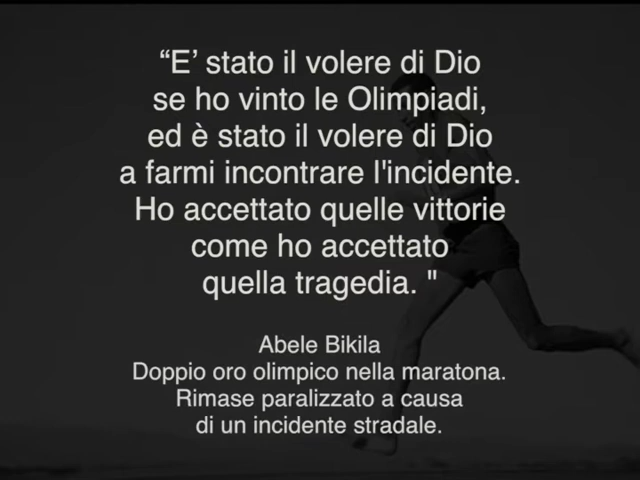 “E’ stato il volere di Dio
se ho vinto le Olimpiadi,
ed è stato il volere di Dio
a farmi incontrare l'incidente.
Ho accettato quelle vittorie
come ho accettato
quella tragedia. "
Abele Bikila
Doppio oro olimpico nella maratona.
Rimase paralizzato a causa
di un incidente stradale.